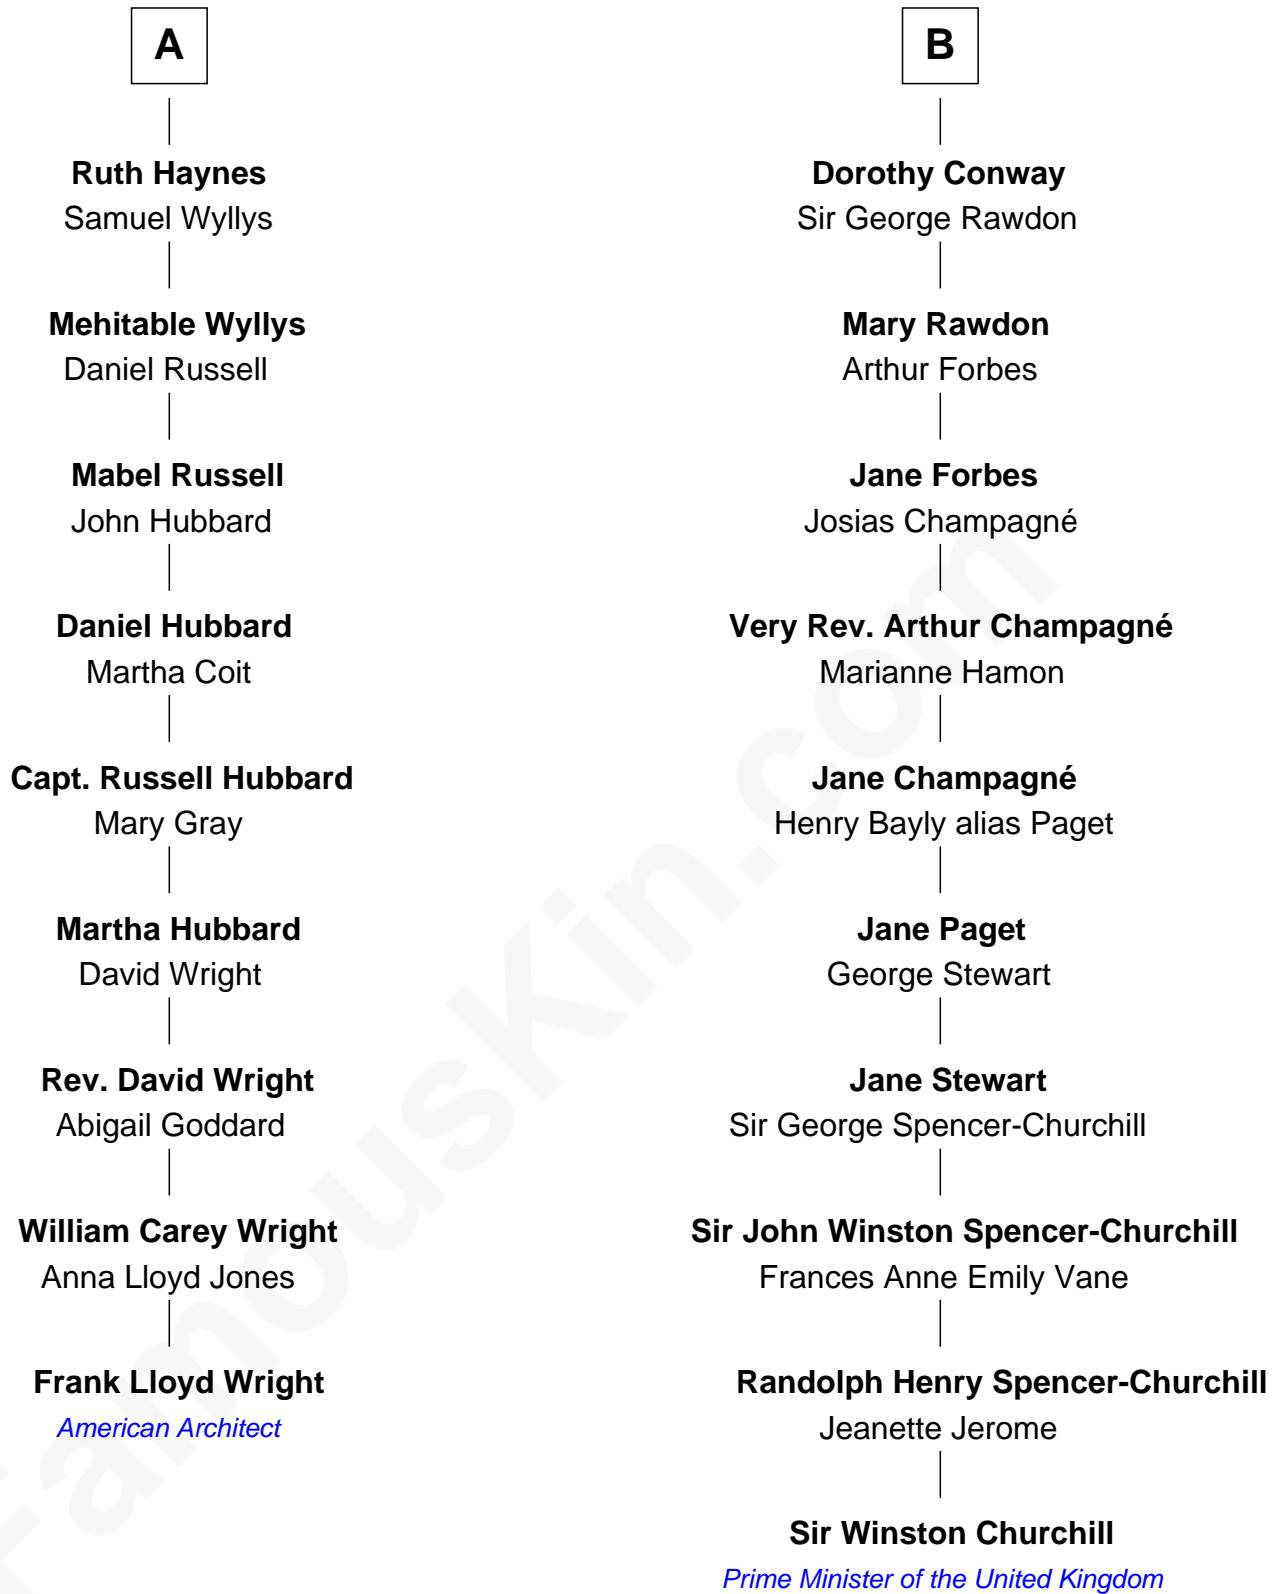 A
Ruth Haynes
Samuel Wyllys
Mehitable Wyllys
Daniel Russell
Mabel Russell
John Hubbard
Daniel Hubbard
Martha Coit
Capt. Russell Hubbard
Mary Gray
Martha Hubbard
David Wright
Rev. David Wright
Abigail Goddard
William Carey Wright
Anna Lloyd Jones
Frank Lloyd Wright
American Architect
B
Dorothy Conway
Sir George Rawdon
Mary Rawdon
Arthur Forbes
Jane Forbes
Josias Champagné
Very Rev. Arthur Champagné
Marianne Hamon
Jane Champagné
Henry Bayly alias Paget
Jane Paget
George Stewart
Jane Stewart
Sir George Spencer-Churchill
Sir John Winston Spencer-Churchill
Frances Anne Emily Vane
Randolph Henry Spencer-Churchill
Jeanette Jerome
Sir Winston Churchill
Prime Minister of the United Kingdom
FamousKin.com